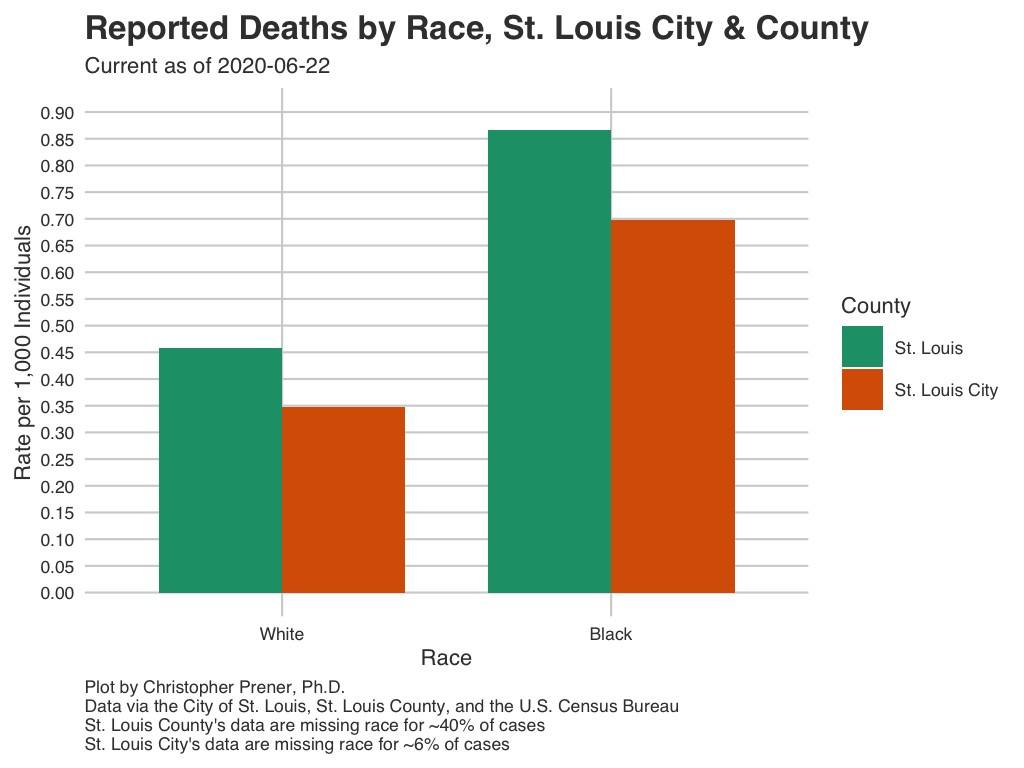 Reported Deaths by Race, St. Louis City & County
Current as of 2020-06-22
Rate per 1,000 Individuals
0.90
0.85
0.80
0.75
0.70
0.65
0.60
0.55
0.50
0.45
0.40
0.35
0.30
0.25
0.20
0.15
0.10
0.05
0.00
White
Black
Race
County
St. Louis
St. Louis City
Plot by Christopher Prener, Ph.D.
Data via the City of St. Louis, St. Louis County, and the U.S. Census Bureau
St. Louis County's data are missing race for ~40% of cases
St. Louis City's data are missing race for ~6% of cases